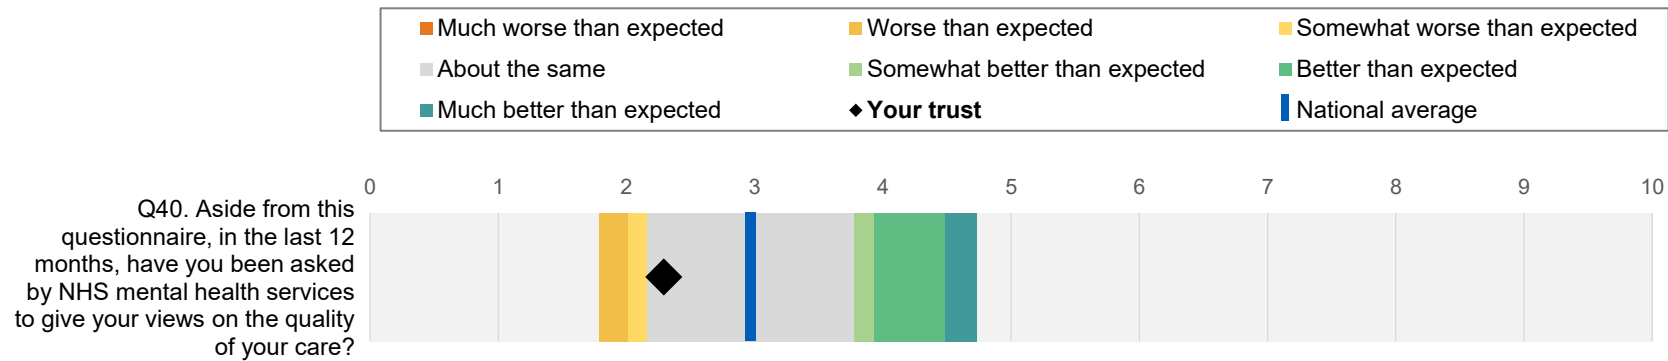 Much worse than expected
Worse than expected
Somewhat worse than expected
About the same
Somewhat better than expected
Better than expected
Much better than expected
Your trust
National average
0 1 2 3 4 5 6 7 8 9 10
Q40. Aside from this
questionnaire, in the last 12
months, have you been asked
by NHS mental health services
to give your views on the quality
of your care?